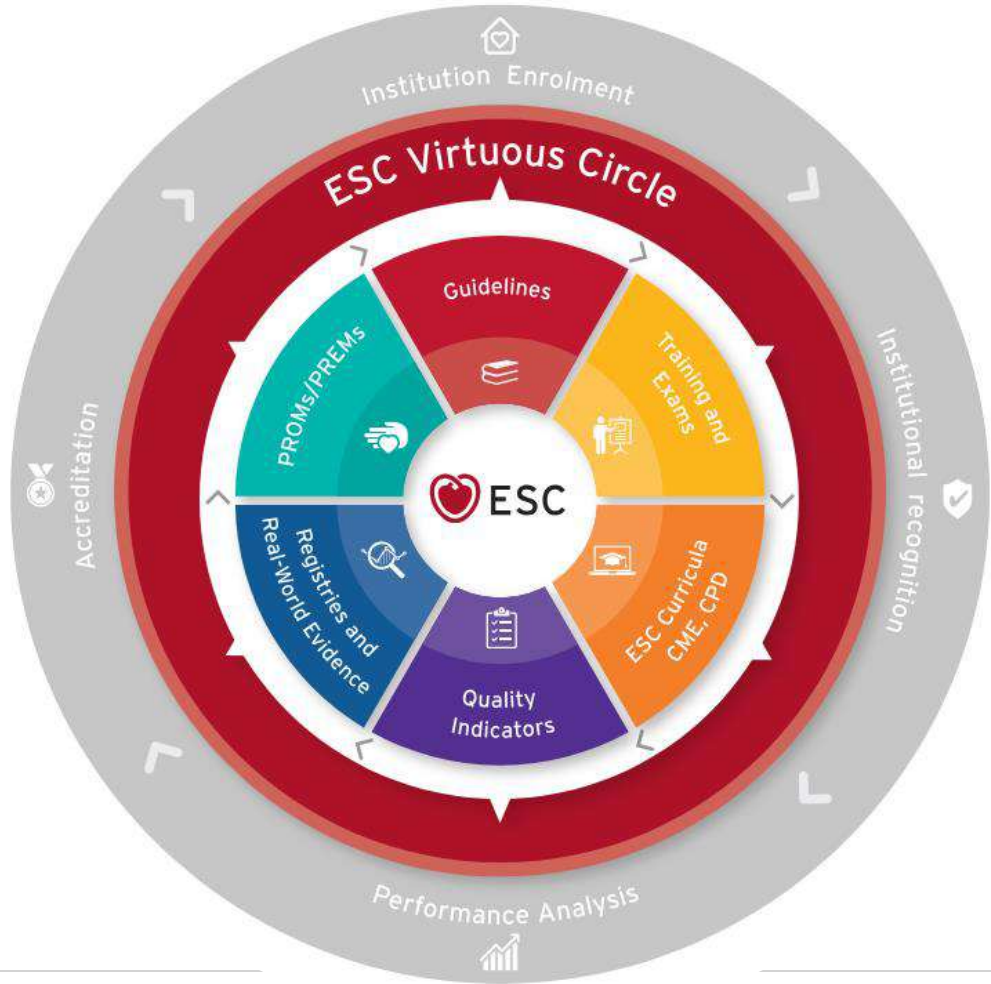 Institution Enrolment
ESC Virtuous Circle
Guidelines
Training and
Exams
ESC Curricula
CME, CPD
Quality
Indicators
Registries and
Real-World Evidence
PROMs/PREMs
ESC
Institutional recognition
Performance Analysis
Accreditation